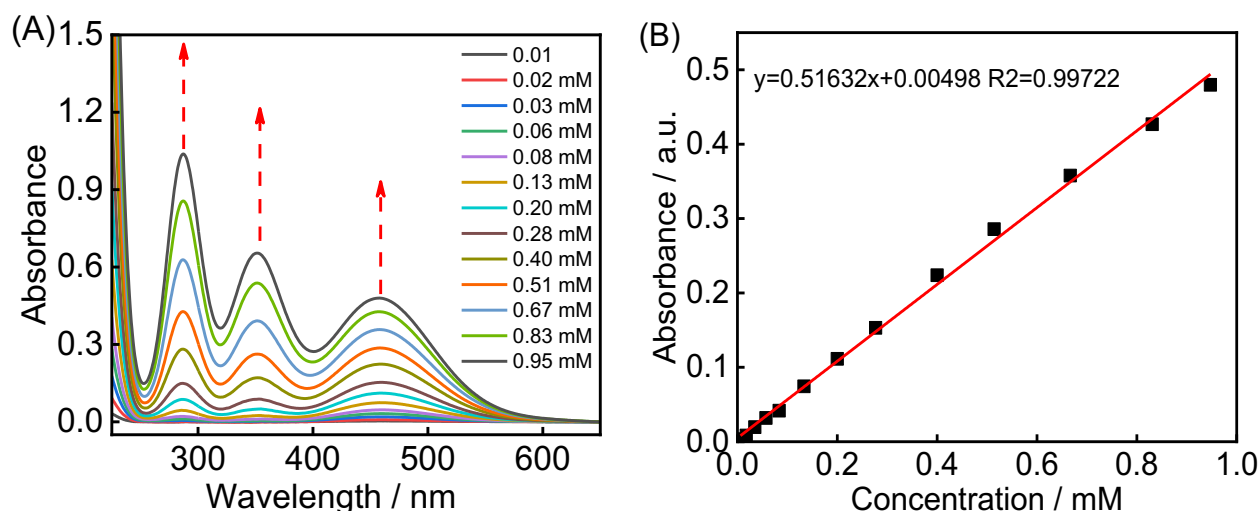 (A)
1.5
1.2
0.9
0.6
0.3
0.0
Absorbance
300
400
500
600
Wavelength / nm
0.01
0.02 mM
0.03 mM
0.06 mM
0.08 mM
0.13 mM
0.20 mM
0.28 mM
0.40 mM
0.51 mM
0.67 mM
0.83 mM
0.95 mM
(B)
y=0.51632x+0.00498 R2=0.99722
0.5
0.4
0.3
0.2
0.1
0.0
Absorbance / a.u.
0.0
0.2
0.4
0.6
0.8
1.0
Concentration / mM